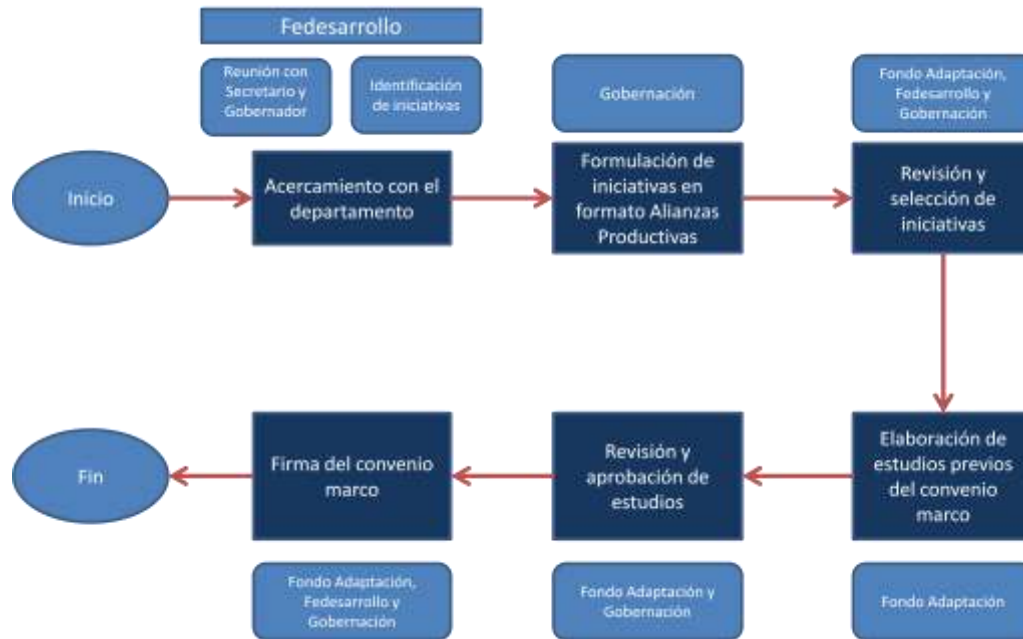 Fedesarrollo
Reunión con
Secretario y
Gobernador
Identificación
de iniciativas
Gobernación
Fondo Adaptación,
Fedesarrollo y
Gobernación
Inicio
Acercamiento con el
departamento
Formulación de
iniciativas en
formato Alianzas
Productivas
Revisión y
selección de
iniciativas
Fin
Firma del convenio
marco
Revisión y
aprobación de
estudios
Elaboración de
estudios previos
del convenio
marco
Fondo Adaptación,
Fedesarrollo y
Gobernación
Fondo Adaptación y
Gobernación
Fondo Adaptación